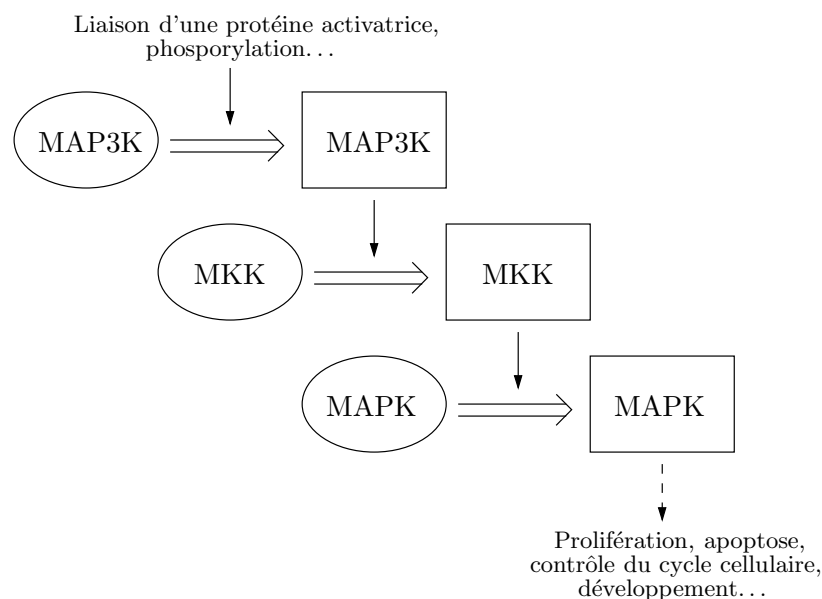 Liaison d'une protéine activatrice,
phosporylation...
MAP3K
MAP3K
MKK
MKK
MAPK
MAPK
Prolifération, apoptose,
contrôle du cycle cellulaire,
développement...